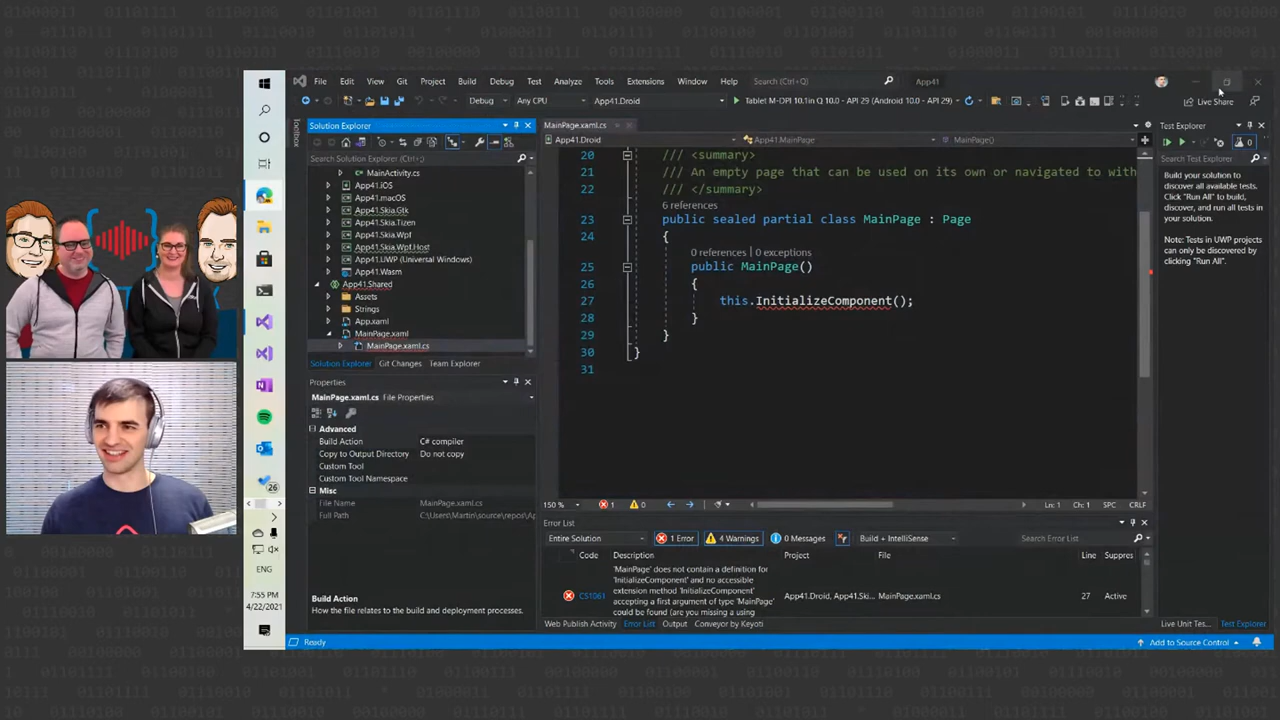 File Edit View Git Project Build Debug Test Analyze Tools Extensions Window Help Search (Ctrl+Q) App41
Debug Any CPU App41.Droid Tablet M-DPI 10.1in Q 10.0 - API 29 (Android 10.0 - API 29) Live Share
Toolbox
Solution Explorer
Search Solution Explorer (Ctrl+;)
MainActivity.cs
App41.iOS
App41.macOS
App41.Skia.Gtk
App41.Skia.Tizen
App41.Skia.Wpf
App41.Skia.Wpf.Host
App41.UWP (Universal Windows)
App41.Wasm
App41.Shared
Assets
Strings
App.xaml
MainPage.xaml
MainPage.xaml.cs
Solution Explorer Git Changes Team Explorer
Properties
MainPage.xaml.cs File Properties
Advanced
Build Action C# compiler
Copy to Output Directory Do not copy
Custom Tool
Custom Tool Namespace
Misc
File Name MainPage.xaml.cs
Full Path C:\Users\Martin\source\repos\Ap
Build Action
How the file relates to the build and deployment processes.
MainPage.xaml.cs
App41.Droid App41.MainPage MainPage()
20 /// <summary>
21 /// An empty page that can be used on its own or navigated to with
22 /// </summary>
6 references
23 public sealed partial class MainPage : Page
24 {
0 references | 0 exceptions
25 public MainPage()
26 {
27 this.InitializeComponent();
28 }
29 }
30 }
31
150 % 1 0 Ln: 1 Ch: 1 SPC CRLF
Error List
Entire Solution 1 Error 4 Warnings 0 Messages Build + IntelliSense Search Error List
Code Description Project File Line Suppres
CS1061 'MainPage' does not contain a definition for
'InitializeComponent' and no accessible
extension method 'InitializeComponent'
accepting a first argument of type 'MainPage'
could be found (are you missing a using
App41.Droid, App41.Ski... MainPage.xaml.cs 27 Active
Web Publish Activity Error List Output Conveyor by Keyoti
Test Explorer
0
Search Test Explorer
Build your solution to
discover all available tests.
Click "Run All" to build,
discover, and run all tests in
your solution.
Note: Tests in UWP projects
can only be discovered by
clicking "Run All".
Live Unit Tes... Test Explorer
Ready Add to Source Control
26
ENG
7:55 PM
4/22/2021